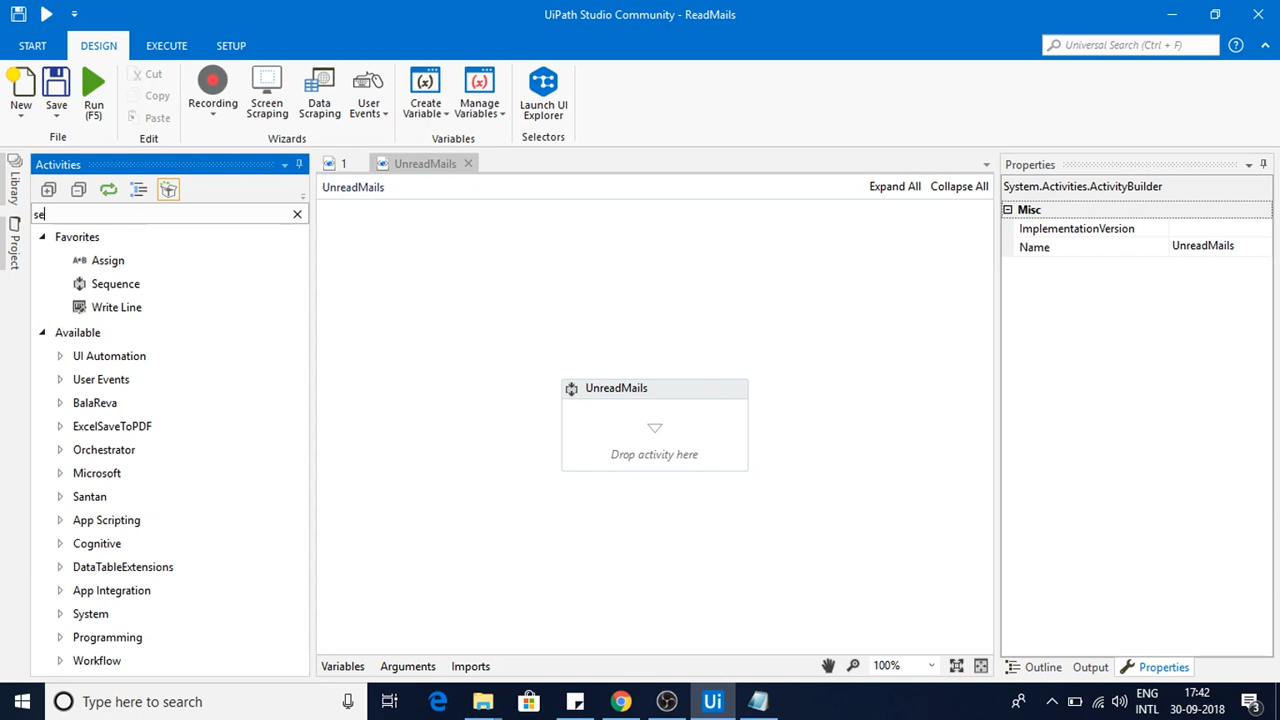 UiPath Studio Community - ReadMails
START
DESIGN
EXECUTE
SETUP
Universal Search (Ctrl + F)
New
Save
Run
(F5)
Cut
Copy
Paste
Recording
Screen
Scraping
Data
Scraping
User
Events
Create
Variable
Manage
Variables
Launch UI
Explorer
File
Edit
Wizards
Variables
Selectors
Library
Project
Activities
se
Favorites
Assign
Sequence
Write Line
Available
UI Automation
User Events
BalaReva
ExcelSaveToPDF
Orchestrator
Microsoft
Santan
App Scripting
Cognitive
DataTableExtensions
App Integration
System
Programming
Workflow
1
UnreadMails
UnreadMails
Expand All
Collapse All
UnreadMails
Drop activity here
Variables
Arguments
Imports
100%
Properties
System.Activities.ActivityBuilder
Misc
ImplementationVersion
Name
UnreadMails
Outline
Output
Properties
Type here to search
Ui
ENG
INTL
17:42
30-09-2018
3